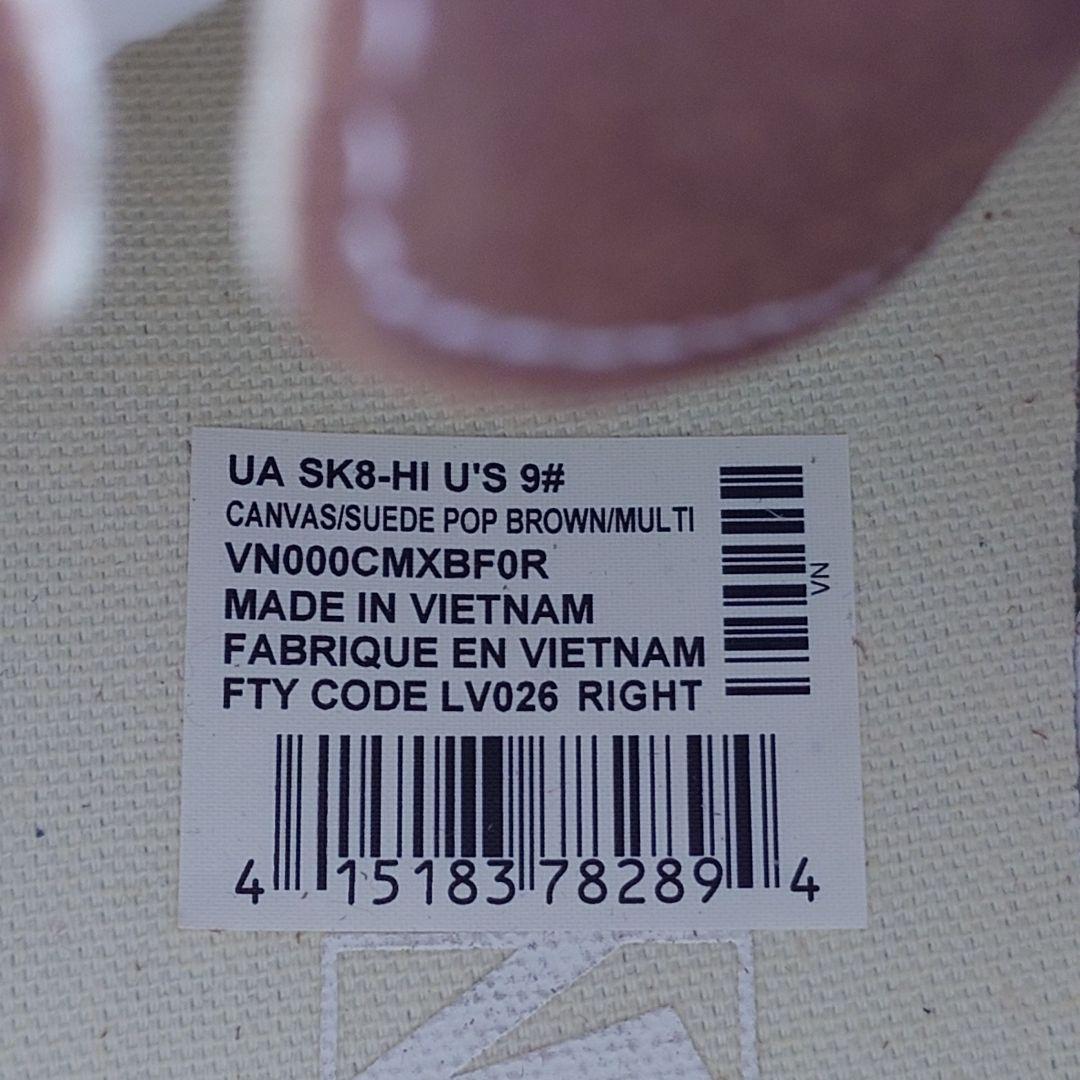 UA SK8-HI U'S 9#
CANVAS/SUEDE POP BROWN/MULTI
VN000CMXBF0R
MADE IN VIETNAM
FABRIQUE EN VIETNAM
FTY CODE LV026 RIGHT
VN
4 15183 78289 4